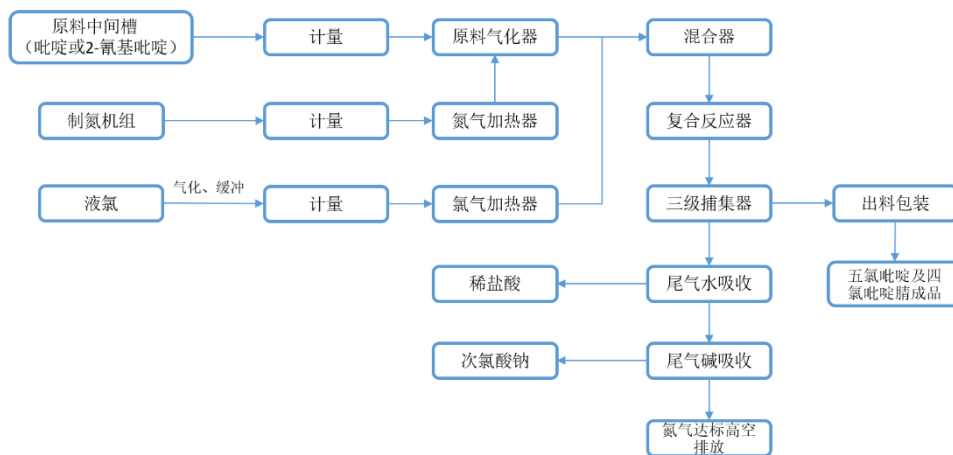 原料中间槽
（吡啶或2-氰基吡啶）
计量
原料气化器
混合器
制氮机组
计量
氮气加热器
复合反应器
液氯
气化、缓冲
计量
氯气加热器
三级捕集器
出料包装
稀盐酸
尾气水吸收
五氯吡啶及四
氯吡啶腈成品
次氯酸钠
尾气碱吸收
氮气达标高空
排放